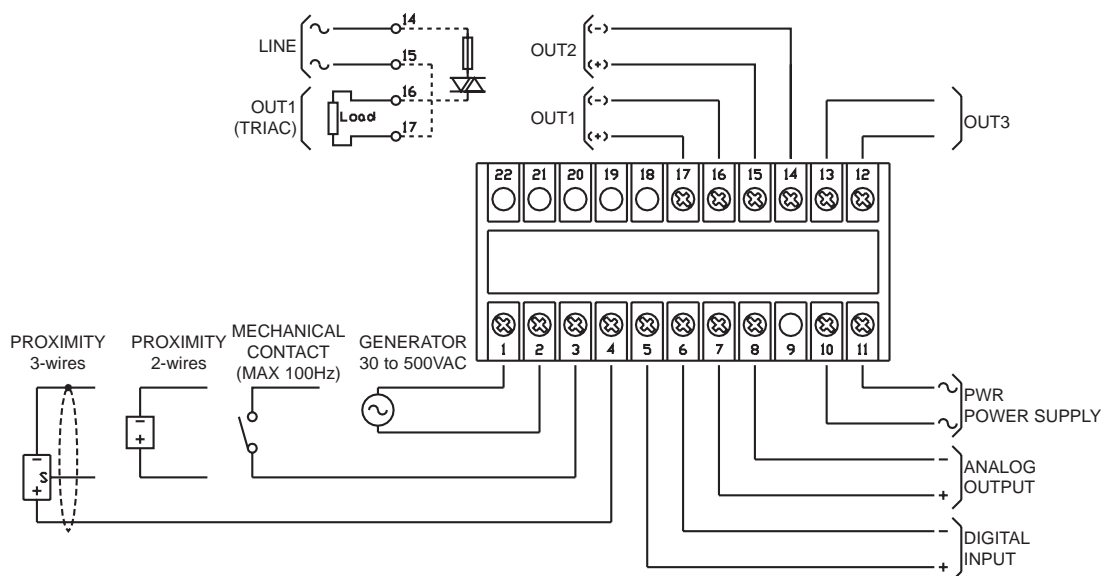 LINE
14
15
OUT1
(TRIAC)
Load
16
17
OUT2
(-)
(+)
OUT1
(-)
(+)
OUT3
22 21 20 19 18 17 16 15 14 13 12
1 2 3 4 5 6 7 8 9 10 11
PROXIMITY
3-wires
PROXIMITY
2-wires
MECHANICAL
CONTACT
(MAX 100Hz)
GENERATOR
30 to 500VAC
-
S
+
-
+
PWR
POWER SUPPLY
-
+
ANALOG
OUTPUT
-
+
DIGITAL
INPUT